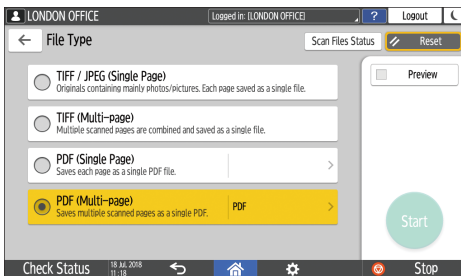 LONDON OFFICE
Logged in: [LONDON OFFICE]
?
Logout
File Type
Scan Files Status
Reset
Preview
TIFF / JPEG (Single Page)
Originals containing mainly photos/pictures. Each page saved as a single file.
TIFF (Multi-page)
Multiple scanned pages are combined and saved as a single file.
PDF (Single Page)
Saves each page as a single PDF file.
PDF (Multi-page)
Saves multiple scanned pages as a single PDF.
PDF
Start
Check Status
18 Jul. 2018
11:18
Stop